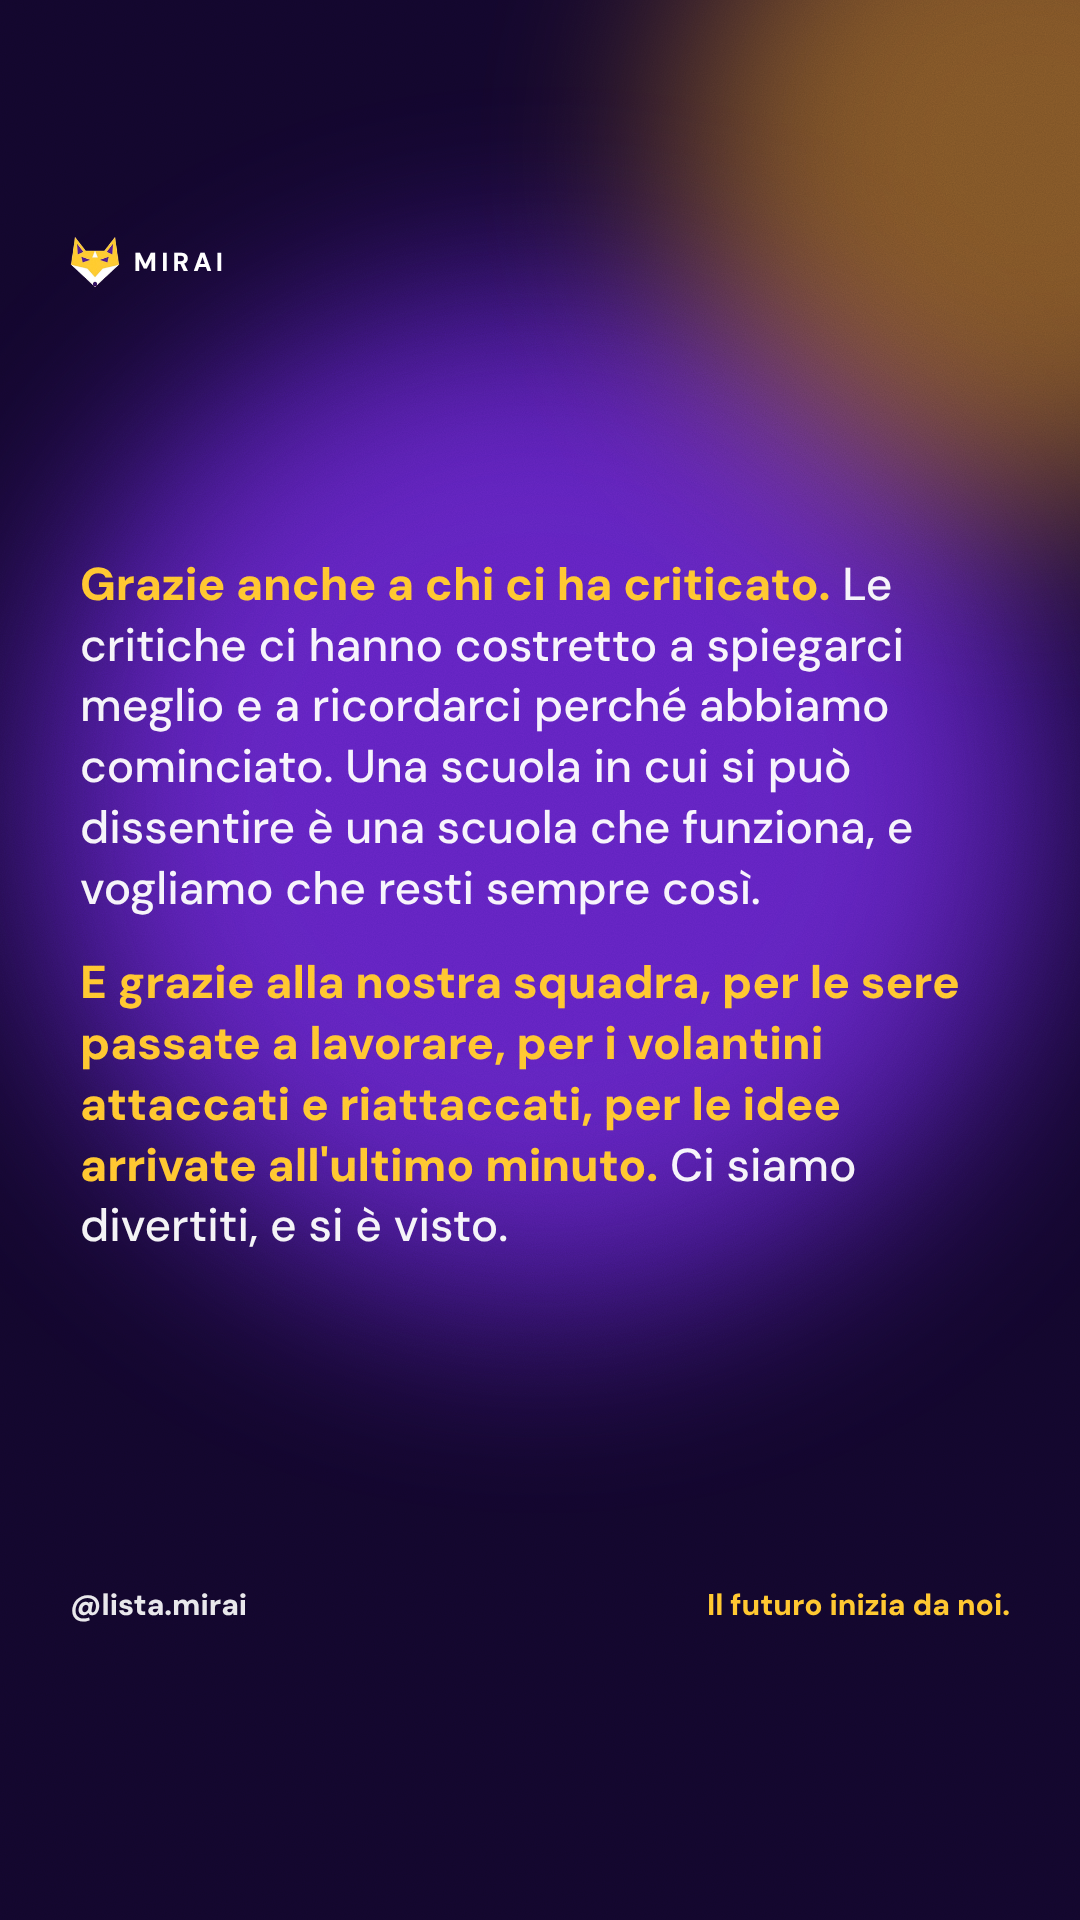 MIRAI
Grazie anche a chi ci ha criticato. Le
critiche ci hanno costretto a spiegarci
meglio e a ricordarci perché abbiamo
cominciato. Una scuola in cui si può
dissentire è una scuola che funziona, e
vogliamo che resti sempre così.
E grazie alla nostra squadra, per le sere
passate a lavorare, per i volantini
attaccati e riattaccati, per le idee
arrivate all'ultimo minuto. Ci siamo
divertiti, e si è visto.
@lista.mirai
Il futuro inizia da noi.